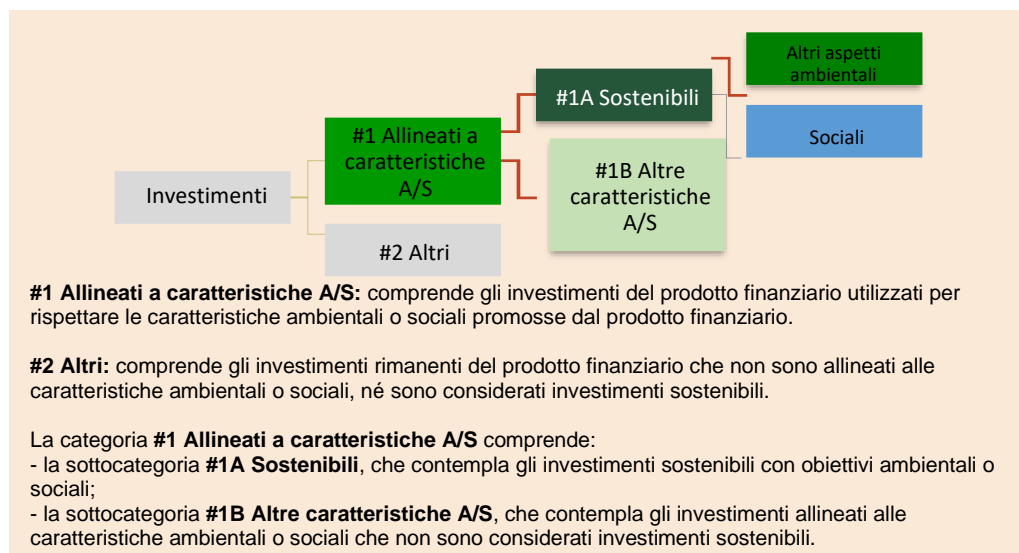 Altri aspetti
ambientali
#1A Sostenibili
#1 Allineati a
caratteristiche
A/S
Sociali
#1B Altre
caratteristiche
A/S
Investimenti
#2 Altri
#1 Allineati a caratteristiche A/S: comprende gli investimenti del prodotto finanziario utilizzati per
rispettare le caratteristiche ambientali o sociali promosse dal prodotto finanziario.
#2 Altri: comprende gli investimenti rimanenti del prodotto finanziario che non sono allineati alle
caratteristiche ambientali o sociali, né sono considerati investimenti sostenibili.
La categoria #1 Allineati a caratteristiche A/S comprende:
- la sottocategoria #1A Sostenibili, che contempla gli investimenti sostenibili con obiettivi ambientali o
sociali;
- la sottocategoria #1B Altre caratteristiche A/S, che contempla gli investimenti allineati alle
caratteristiche ambientali o sociali che non sono considerati investimenti sostenibili.